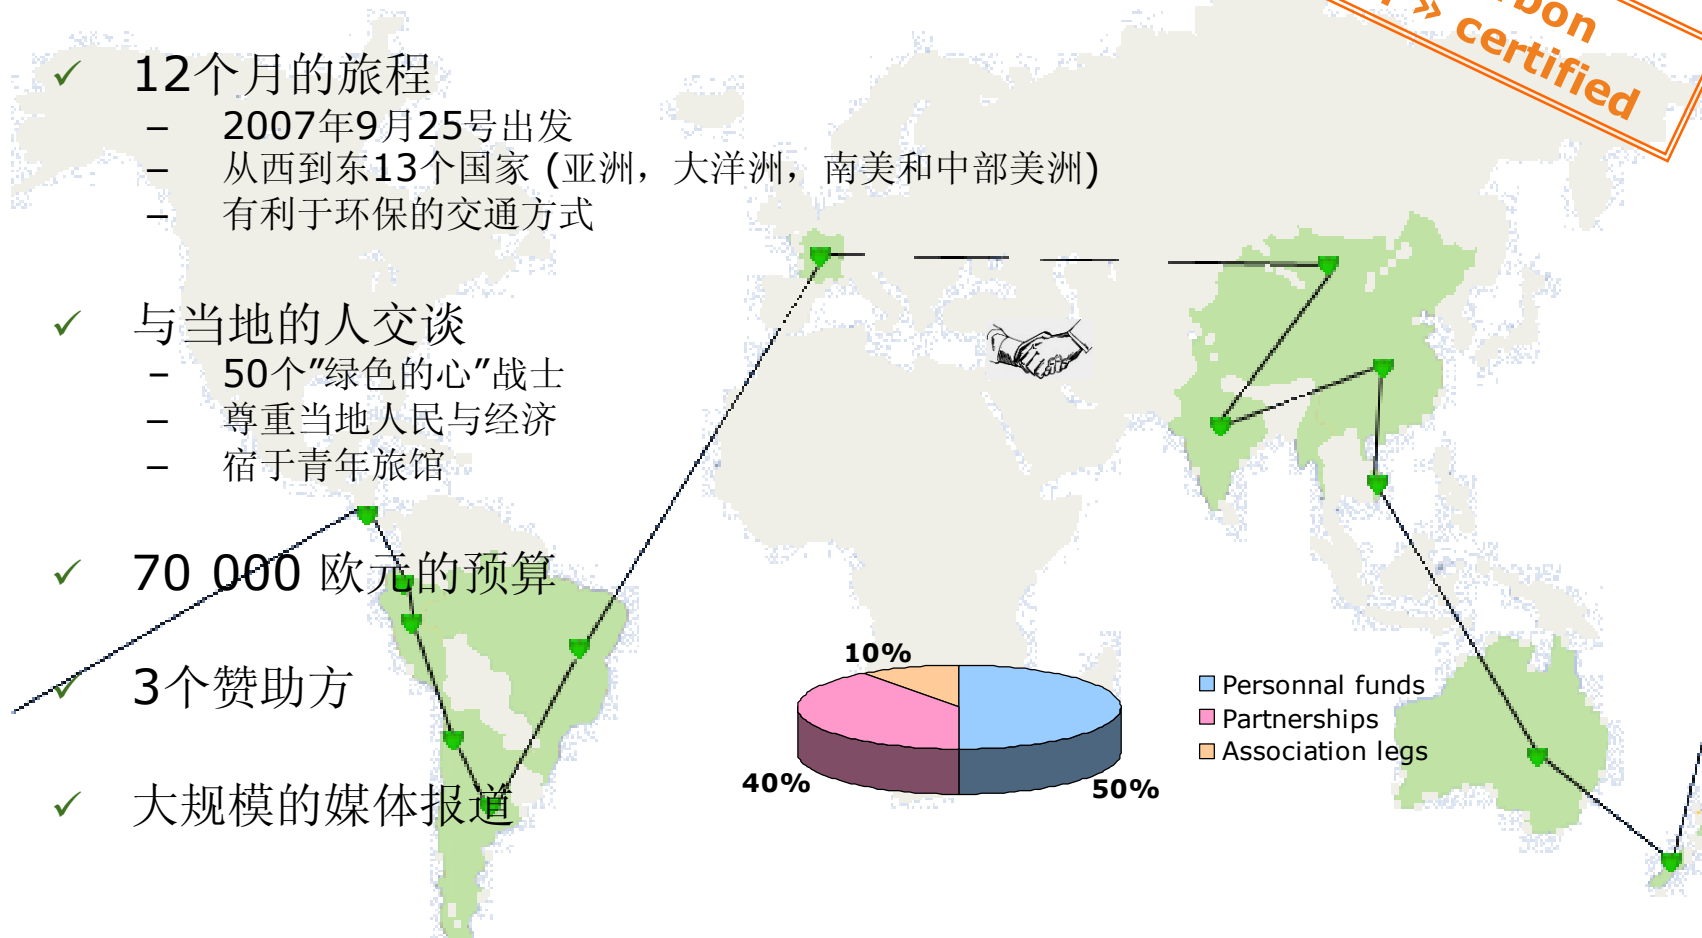 12个月的旅程
– 2007年9月25号出发
– 从西到东13个国家 (亚洲，大洋洲，南美和中部美洲)
– 有利于环保的交通方式
与当地的人交谈
– 50个”绿色的心”战士
– 尊重当地人民与经济
– 宿于青年旅馆
70 000 欧元的预算
3个赞助方
大规模的媒体报道
» certified
10%
40%
50%
Personnal funds
Partnerships
Association legs